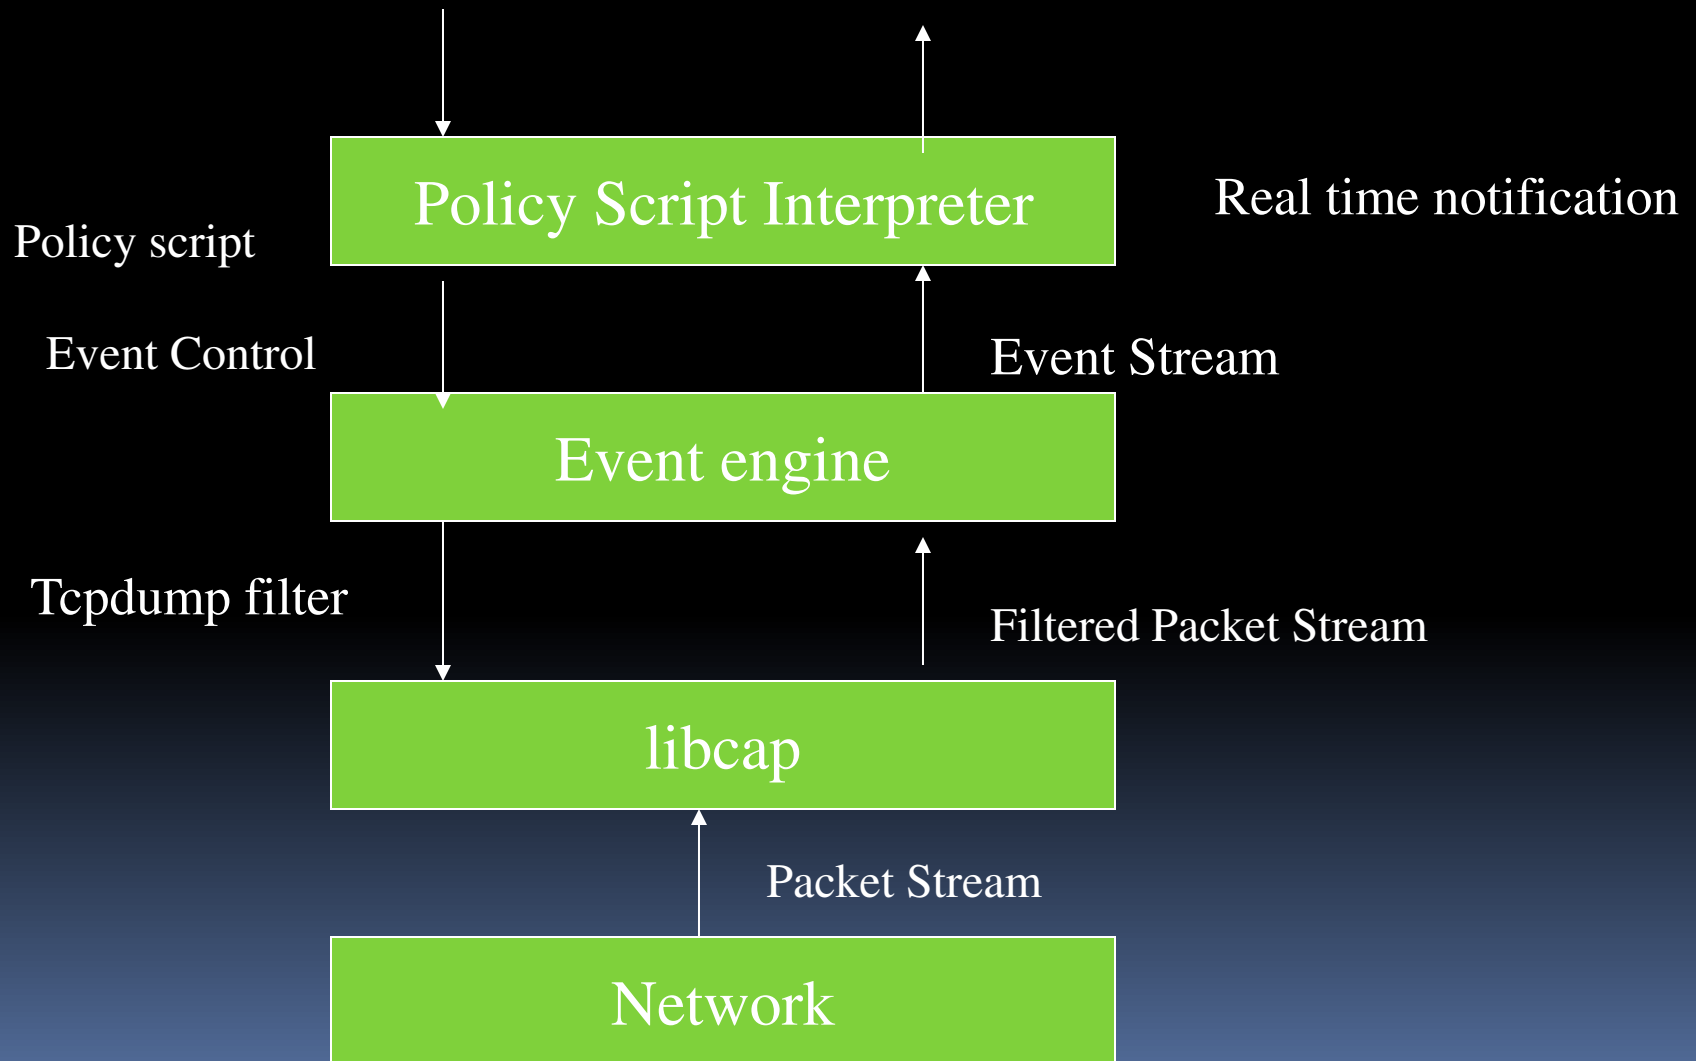 Policy Script Interpreter
Real time notification
Policy script
Event Control
Event Stream
Event engine
Tcpdump filter
Filtered Packet Stream
libcap
Packet Stream
Network